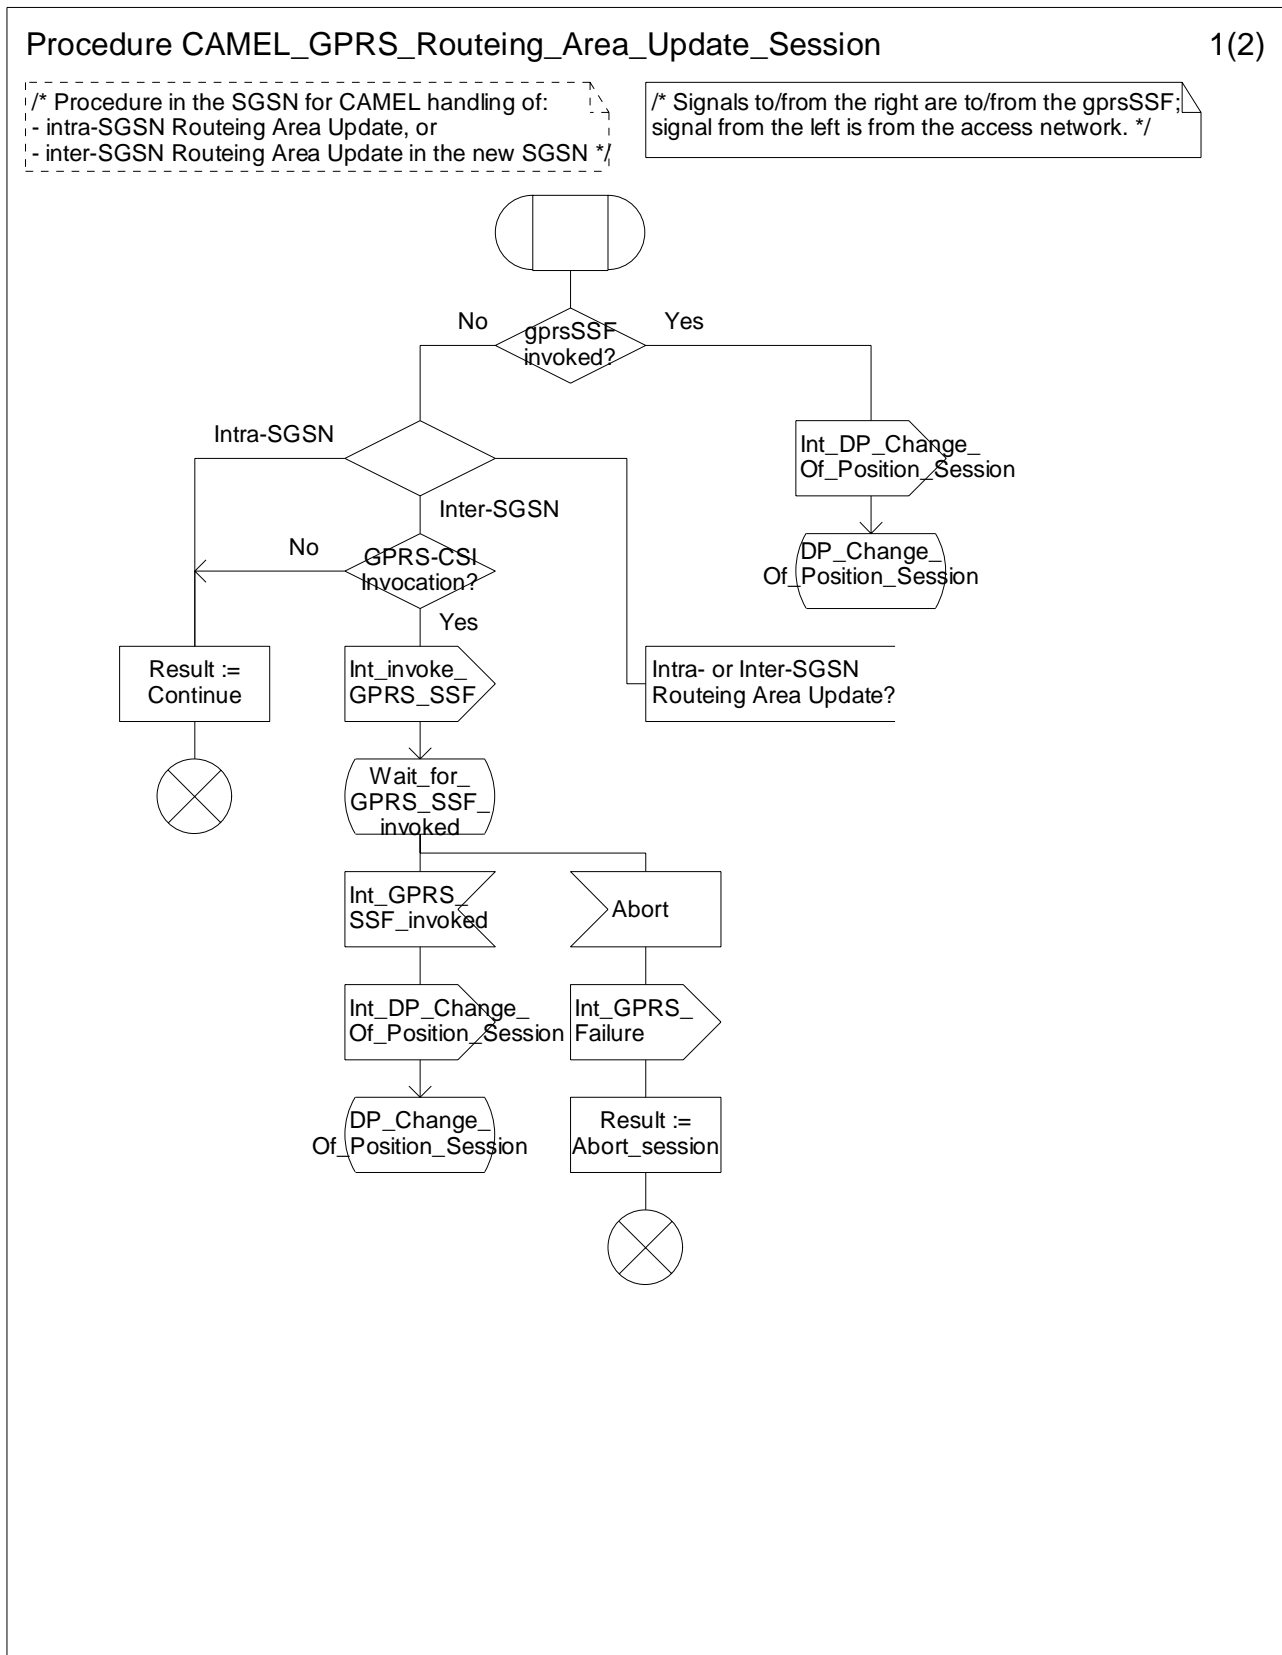 Procedure CAMEL_GPRS_Routeing_Area_Update_Session
1(2)
/* Procedure in the SGSN for CAMEL handling of:
- intra-SGSN Routeing Area Update, or
- inter-SGSN Routeing Area Update in the new SGSN */
/* Signals to/from the right are to/from the gprsSSF;
signal from the left is from the access network. */
No
gprsSSF
invoked?
Yes
Intra-SGSN
Int_DP_Change_
Of_Position_Session
Inter-SGSN
No
GPRS-CSI
Invocation?
DP_Change_
Of_Position_Session
Yes
Result :=
Continue
Int_invoke_
GPRS_SSF
Intra- or Inter-SGSN
Routeing Area Update?
Wait_for_
GPRS_SSF_
invoked
Int_GPRS_
SSF_invoked
Abort
Int_DP_Change_
Of_Position_Session
Int_GPRS_
Failure
DP_Change_
Of_Position_Session
Result :=
Abort_session